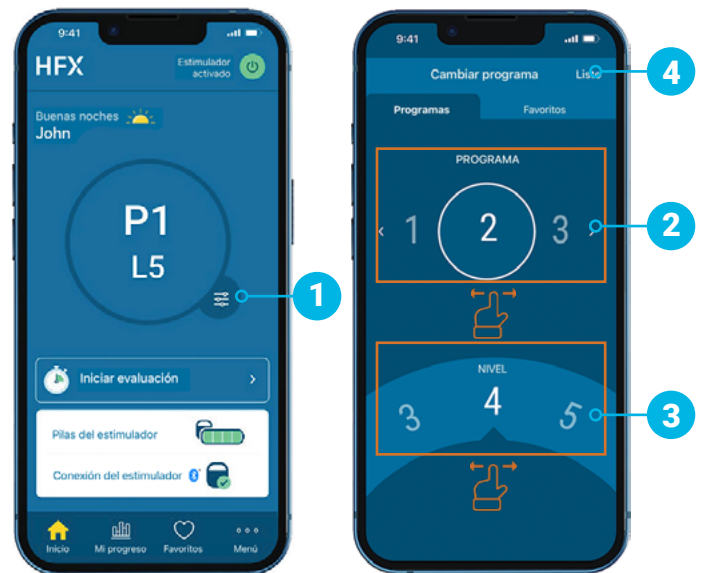 9:41
HFX
Estimulador
activado
Buenas noches
John
P1
L5
1
Iniciar evaluación
Pilas del estimulador
Conexión del estimulador
Inicio
Mi progreso
Favoritos
Menú
9:41
Cambiar programa
Listo
4
Programas
Favoritos
PROGRAMA
1
2
3
2
NIVEL
3
4
5
3